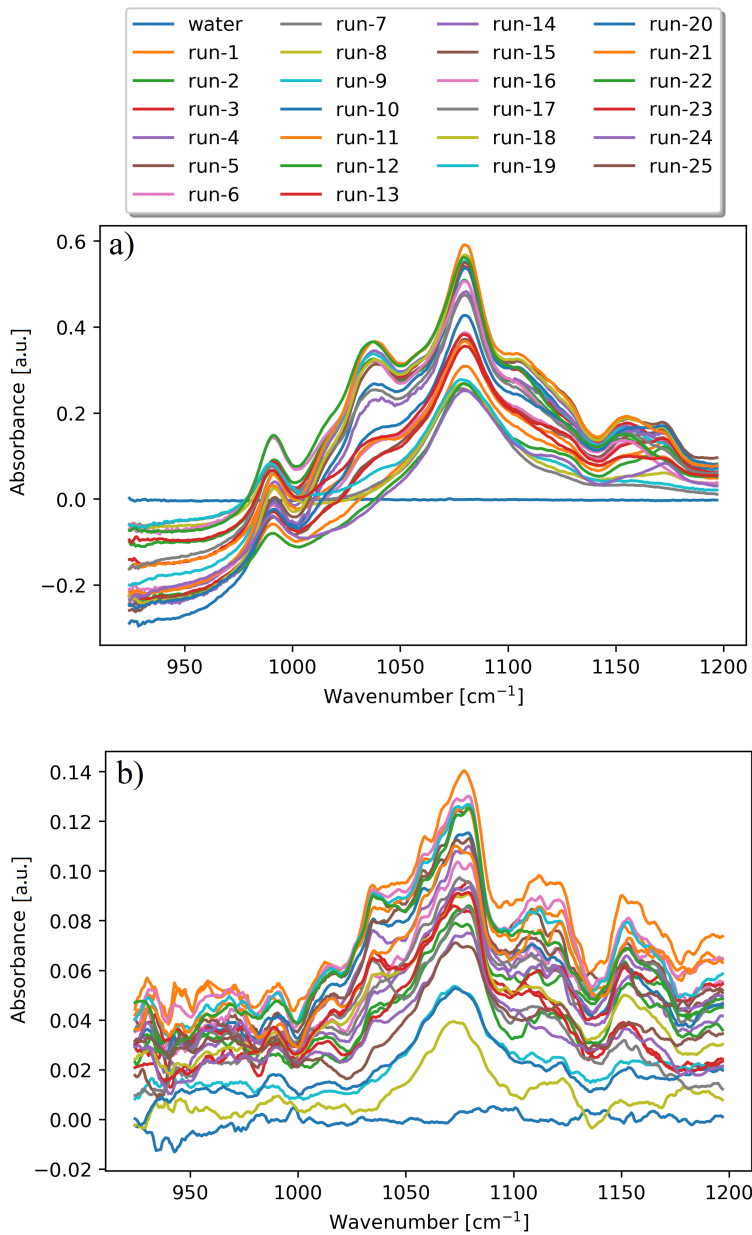 water run-7 run-14 run-20
run-1 run-8 run-15 run-21
run-2 run-9 run-16 run-22
run-3 run-10 run-17 run-23
run-4 run-11 run-18 run-24
run-5 run-12 run-19 run-25
run-6 run-13
a)
0.6
0.4
0.2
0.0
−0.2
Absorbance [a.u.]
950 1000 1050 1100 1150 1200
Wavenumber [cm⁻¹]
b)
0.14
0.12
0.10
0.08
0.06
0.04
0.02
0.00
−0.02
Absorbance [a.u.]
950 1000 1050 1100 1150 1200
Wavenumber [cm⁻¹]